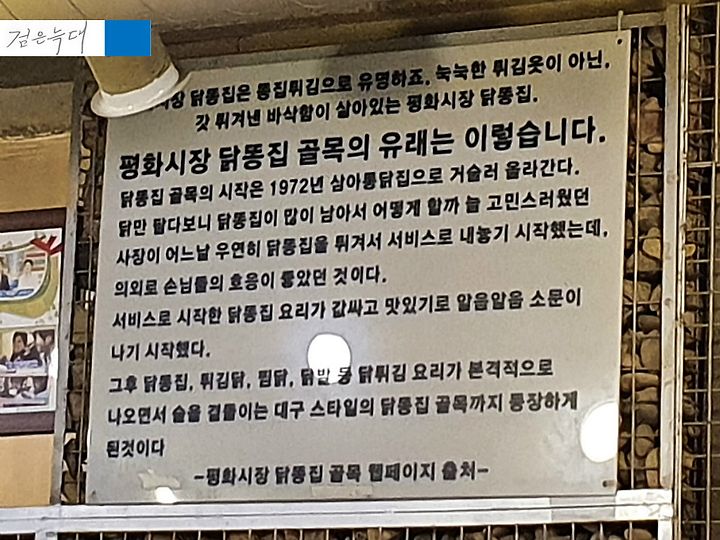 검은늑대
시장 닭똥집은 똥집튀김으로 유명하죠. 눅눅한 튀김옷이 아닌,
갓 튀겨낸 바삭함이 살아있는 평화시장 닭똥집.
평화시장 닭똥집 골목의 유래는 이렇습니다.
닭똥집 골목의 시작은 1972년 삼아통닭집으로 거슬러 올라간다.
닭만 팔다보니 닭똥집이 많이 남아서 어떻게 할까 늘 고민스러웠던
사장이 어느날 우연히 닭똥집을 튀겨서 서비스로 내놓기 시작했는데,
의외로 손님들의 호응이 좋았던 것이다.
서비스로 시작한 닭똥집 요리가 값싸고 맛있기로 알음알음 소문이
나기 시작했다.
그후 닭똥집, 튀김닭, 찜닭, 닭발 등 닭튀김 요리가 본격적으로
나오면서 술을 곁들이는 대구 스타일의 닭똥집 골목까지 등장하게
된것이다
-평화시장 닭똥집 골목 웹페이지 출처-